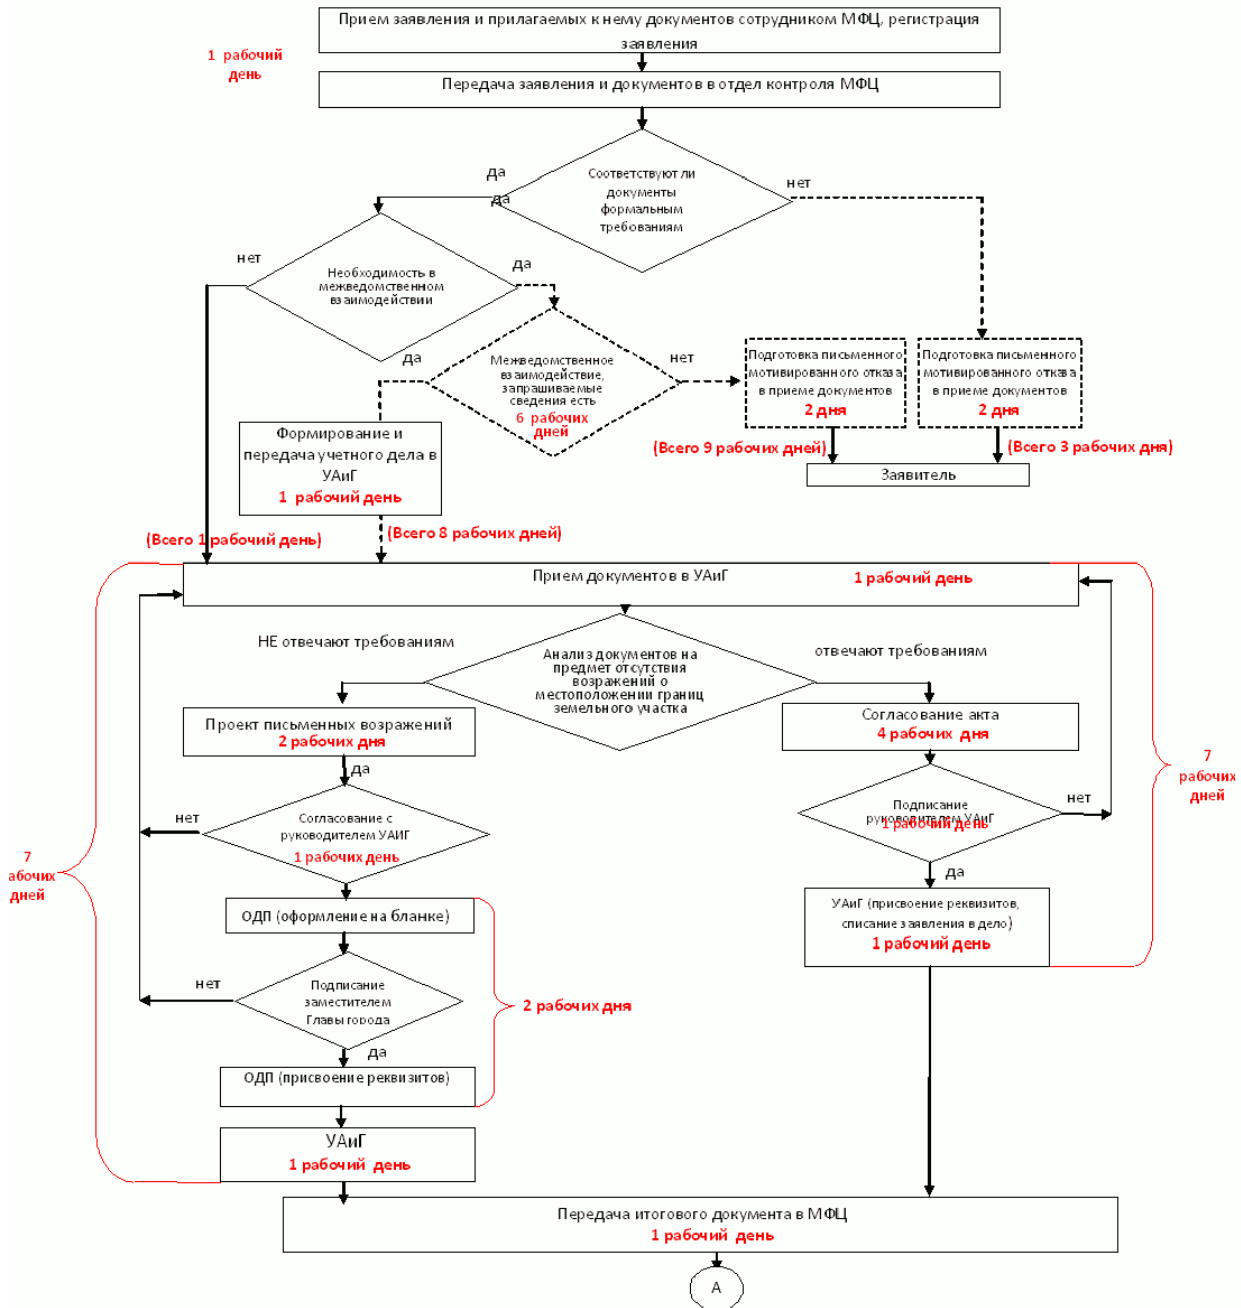 Прием заявления и прилагаемых к нему документов сотрудником МФЦ, регистрация
заявления
1 рабочий
день
Передача заявления и документов в отдел контроля МФЦ
Соответствуют ли
документы
формальным
требованиям
да
да
нет
Необходимость в
межведомственном
взаимодействии
нет
да
Межведомственное
взаимодействие,
запрашиваемые
сведения есть
6 рабочих
дней
да
нет
Подготовка письменного
мотивированного отказа
в приеме документов
2 дня
Подготовка письменного
мотивированного отказа
в приеме документов
2 дня
(Всего 9 рабочих дней)
(Всего 3 рабочих дня)
Заявитель
Формирование и
передача учетного дела в
УАиГ
1 рабочий день
(Всего 1 рабочий день)
(Всего 8 рабочих дней)
Прием документов в УАиГ
1 рабочий день
НЕ отвечают требованиям
отвечают требованиям
Анализ документов на
предмет отсутствия
возражений о
местоположении границ
земельного участка
Проект письменных возражений
2 рабочих дня
Согласование акта
4 рабочих дня
да
7
рабочих
дней
Согласование с
руководителем УАИГ
1 рабочих день
нет
Подписание
руководителем УАиГ
1 рабочий день
нет
да
7
абочих
дней
ОДП (оформление на бланке)
УАиГ (присвоение реквизитов,
списание заявления в дело)
1 рабочий день
Подписание
заместителем
Главы города
нет
2 рабочих дня
да
ОДП (присвоение реквизитов)
УАиГ
1 рабочий день
Передача итогового документа в МФЦ
1 рабочий день
А